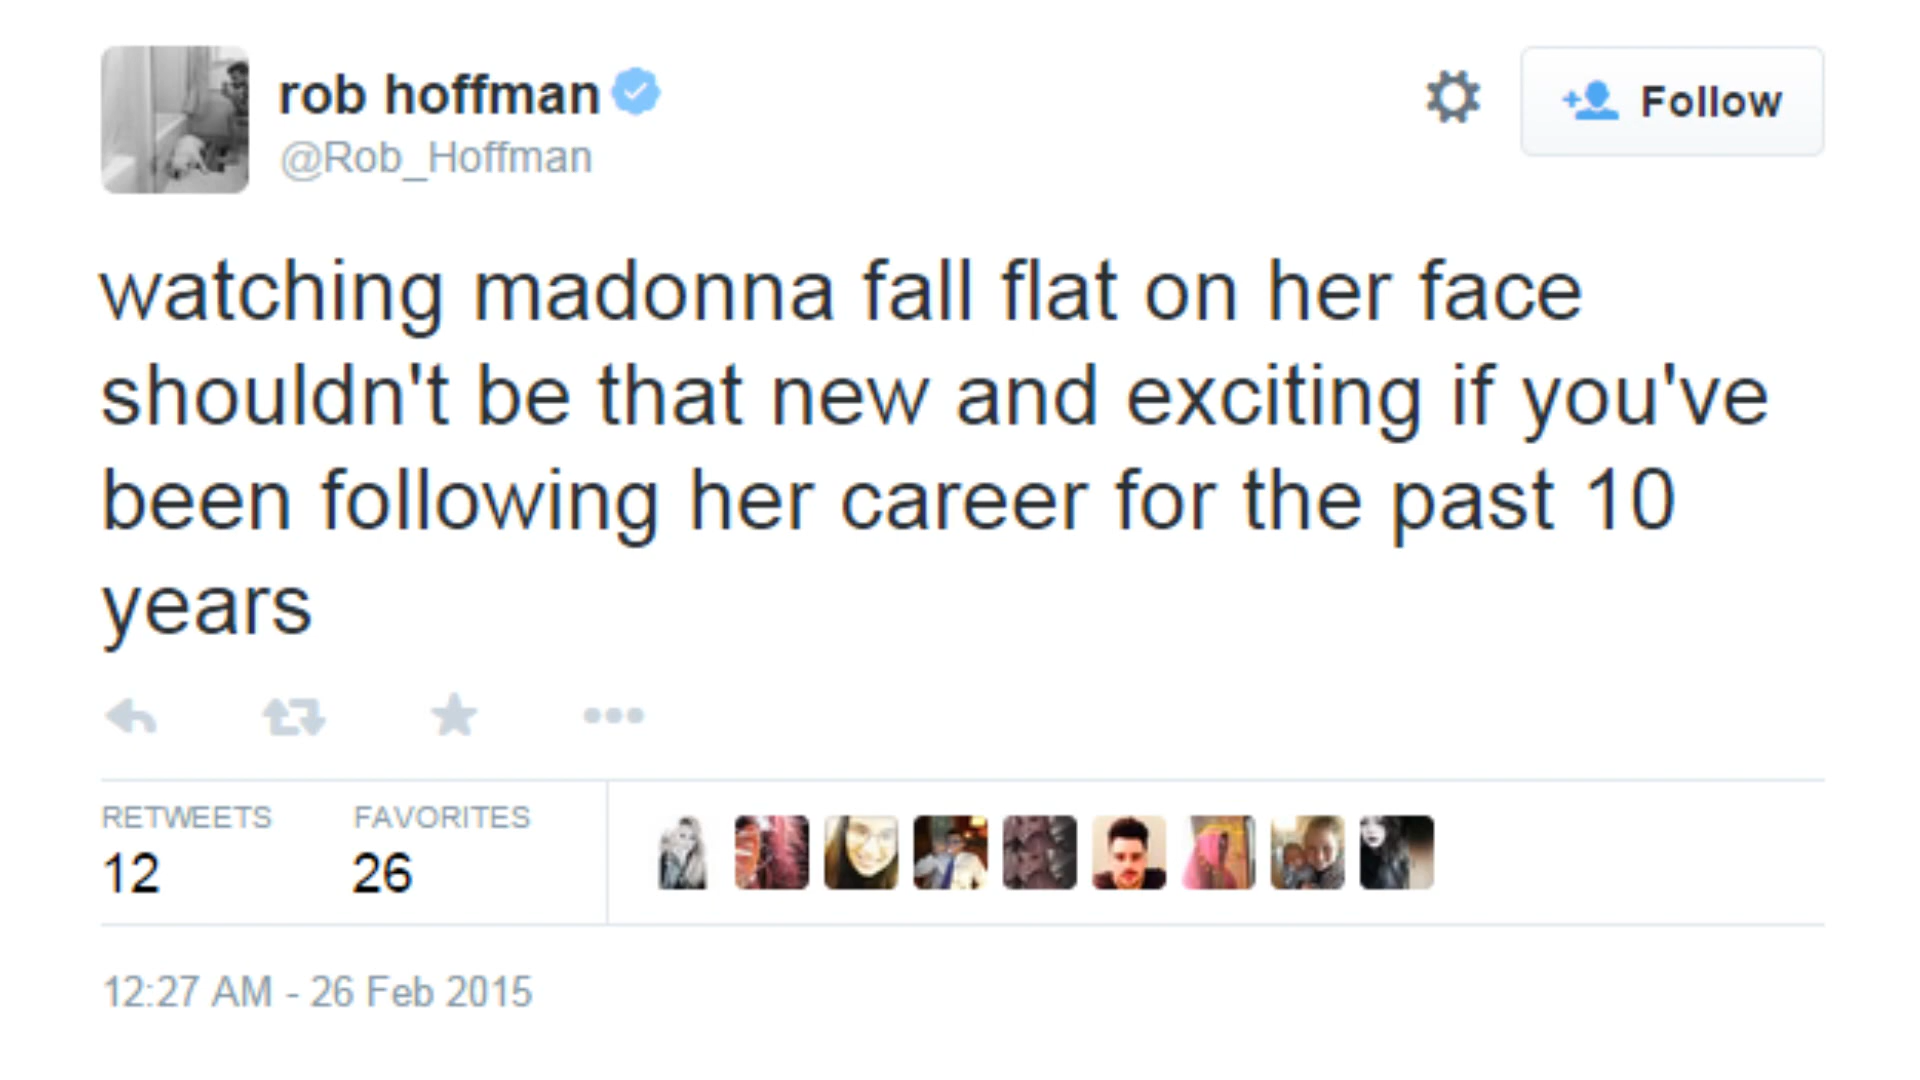 rob hoffman
@Rob_Hoffman
Follow
watching madonna fall flat on her face
shouldn't be that new and exciting if you've
been following her career for the past 10
years
RETWEETS FAVORITES
12 26
12:27 AM - 26 Feb 2015